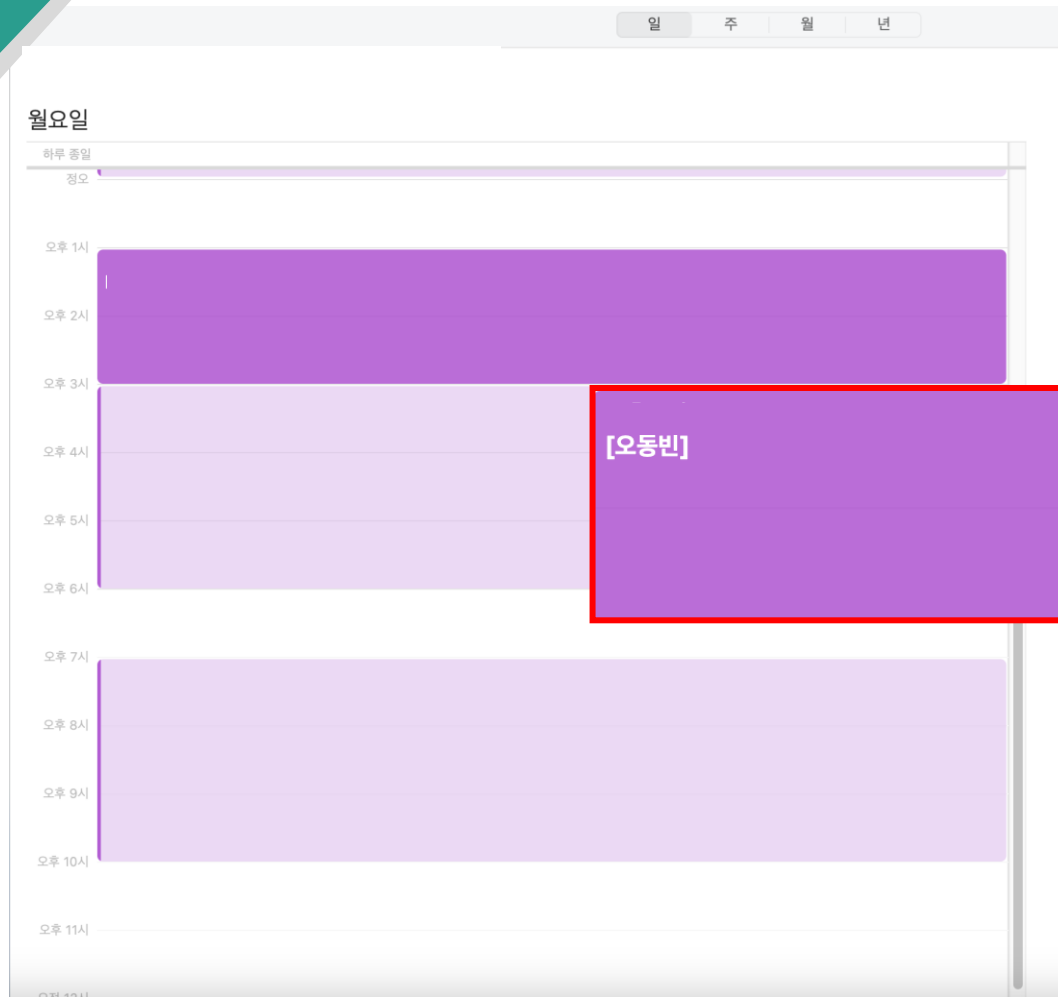 일 주 월 년
월요일
하루 종일
정오
오후 1시
오후 2시
오후 3시
오후 4시
[오동빈]
오후 5시
오후 6시
오후 7시
오후 8시
오후 9시
오후 10시
오후 11시